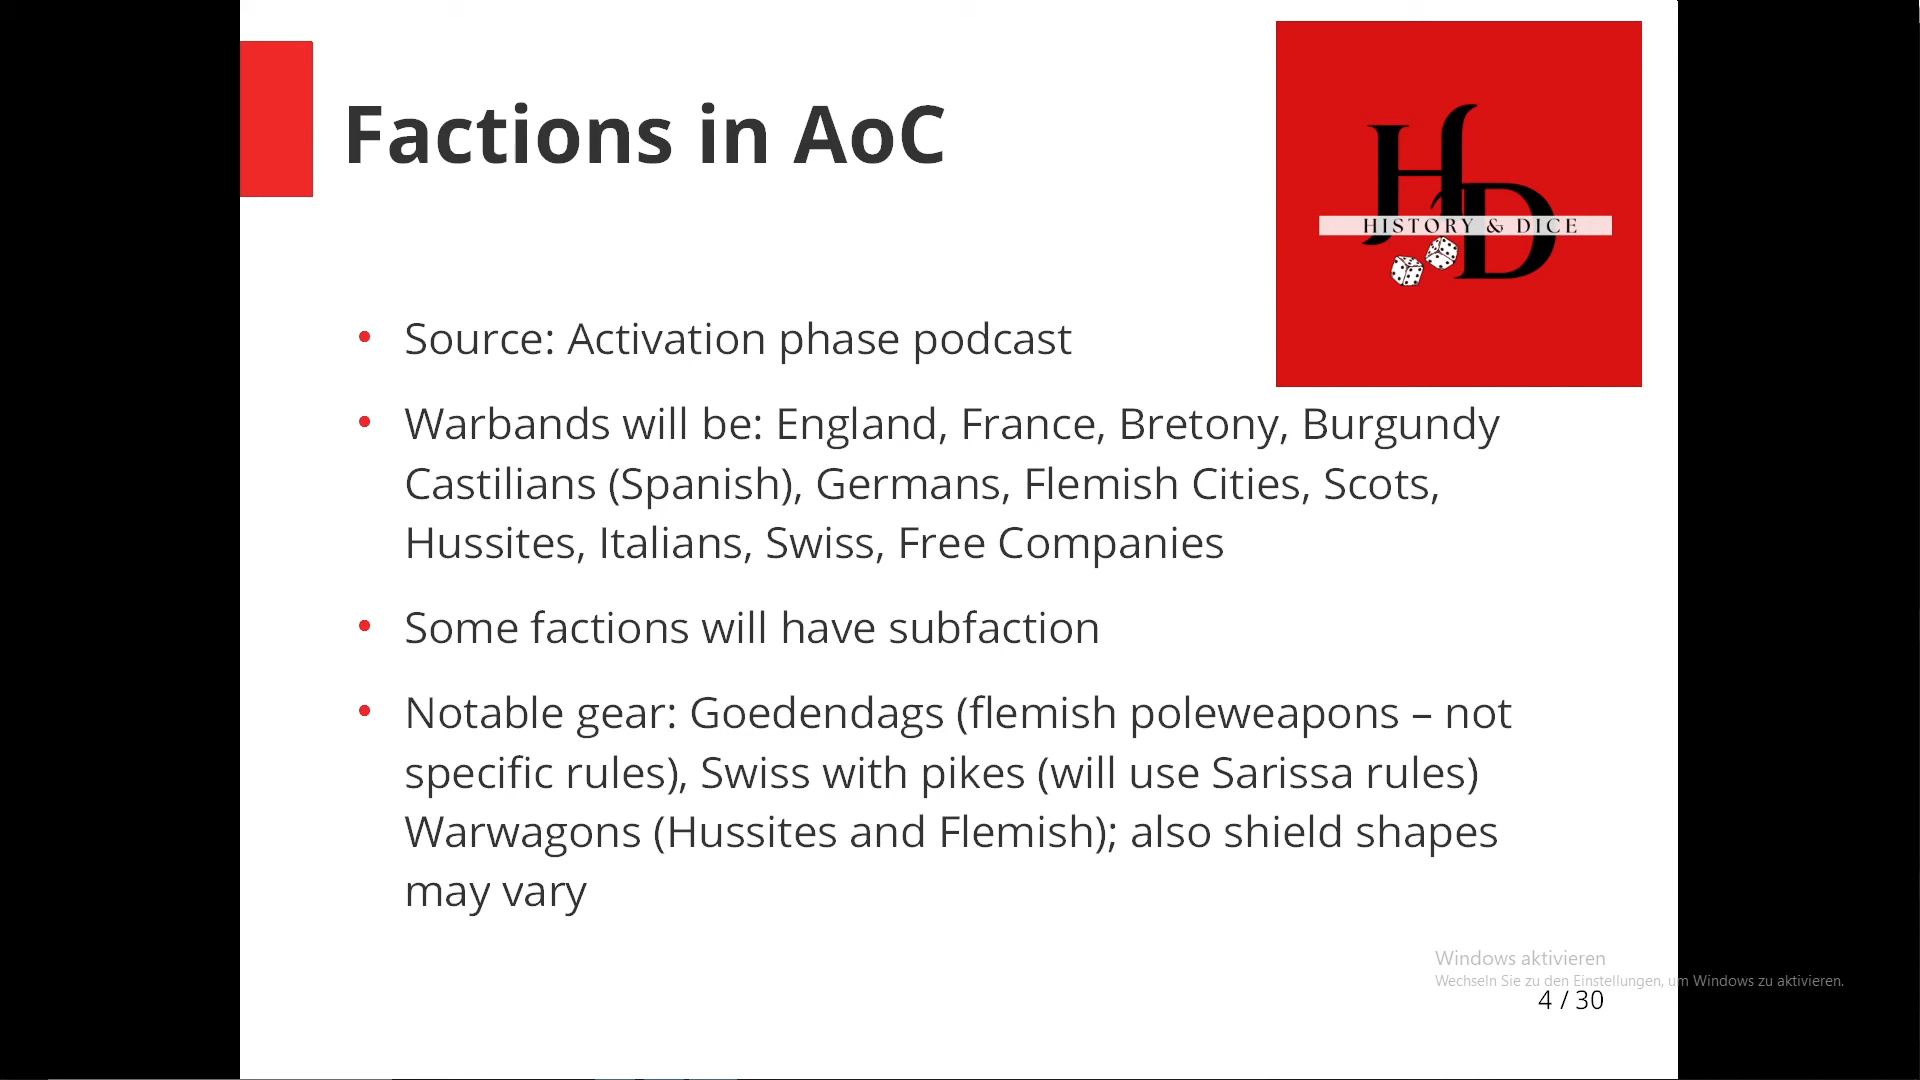 Factions in AoC
HD
HISTORY & DICE
• Source: Activation phase podcast
• Warbands will be: England, France, Bretony, Burgundy
Castilians (Spanish), Germans, Flemish Cities, Scots,
Hussites, Italians, Swiss, Free Companies
• Some factions will have subfaction
• Notable gear: Goedendags (flemish poleweapons – not
specific rules), Swiss with pikes (will use Sarissa rules)
Warwagons (Hussites and Flemish); also shield shapes
may vary
Windows aktivieren
Wechseln Sie zu den Einstellungen, um Windows zu aktivieren.
4 / 30